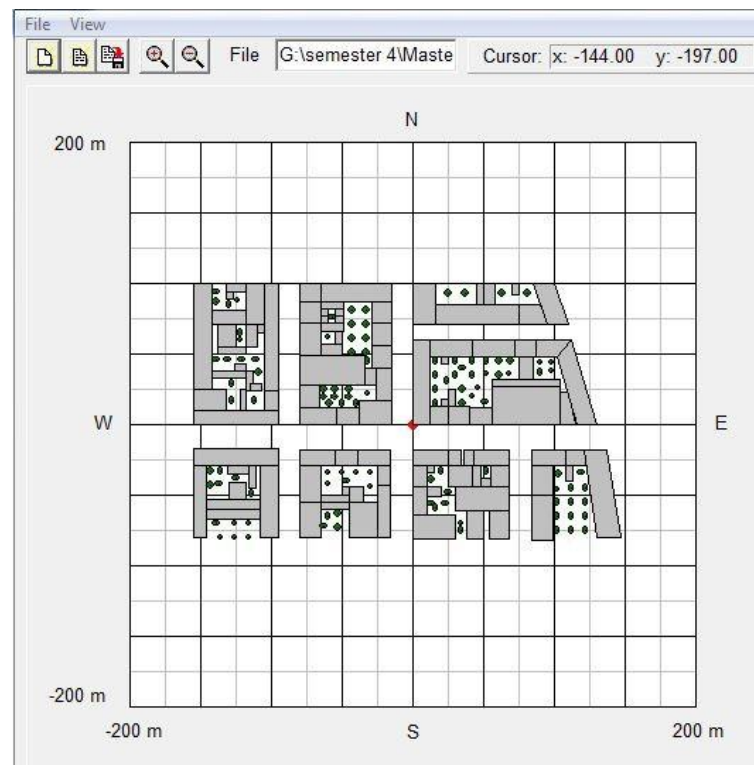 File View
File G:\semester 4\Maste Cursor: x: -144.00 y: -197.00
N
200 m
W E
-200 m
-200 m S 200 m